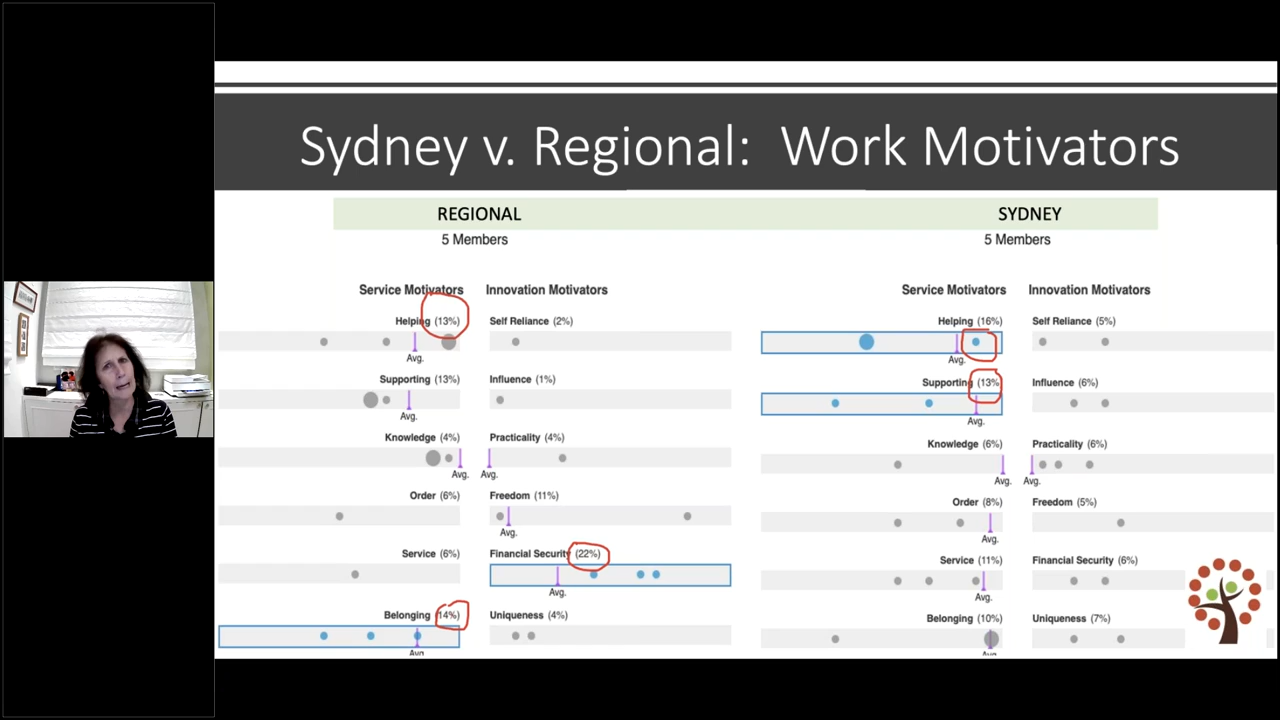 Sydney v. Regional: Work Motivators
REGIONAL
SYDNEY
5 Members
5 Members
Service Motivators
Innovation Motivators
Helping (13%)
Self Reliance (2%)
Avg.
Supporting (13%)
Influence (1%)
Avg.
Knowledge (4%)
Practicality (4%)
Avg.
Avg.
Order (6%)
Freedom (11%)
Avg.
Service (6%)
Financial Security (22%)
Avg.
Belonging (14%)
Uniqueness (4%)
Avg
Service Motivators
Innovation Motivators
Helping (16%)
Self Reliance (5%)
Avg.
Supporting (13%
Influence (6%)
Avg.
Knowledge (6%)
Practicality (6%)
Avg.
Avg.
Order (8%)
Freedom (5%)
Avg.
Service (11%)
Financial Security (6%)
Avg.
Belonging (10%)
Uniqueness (7%)
Avg